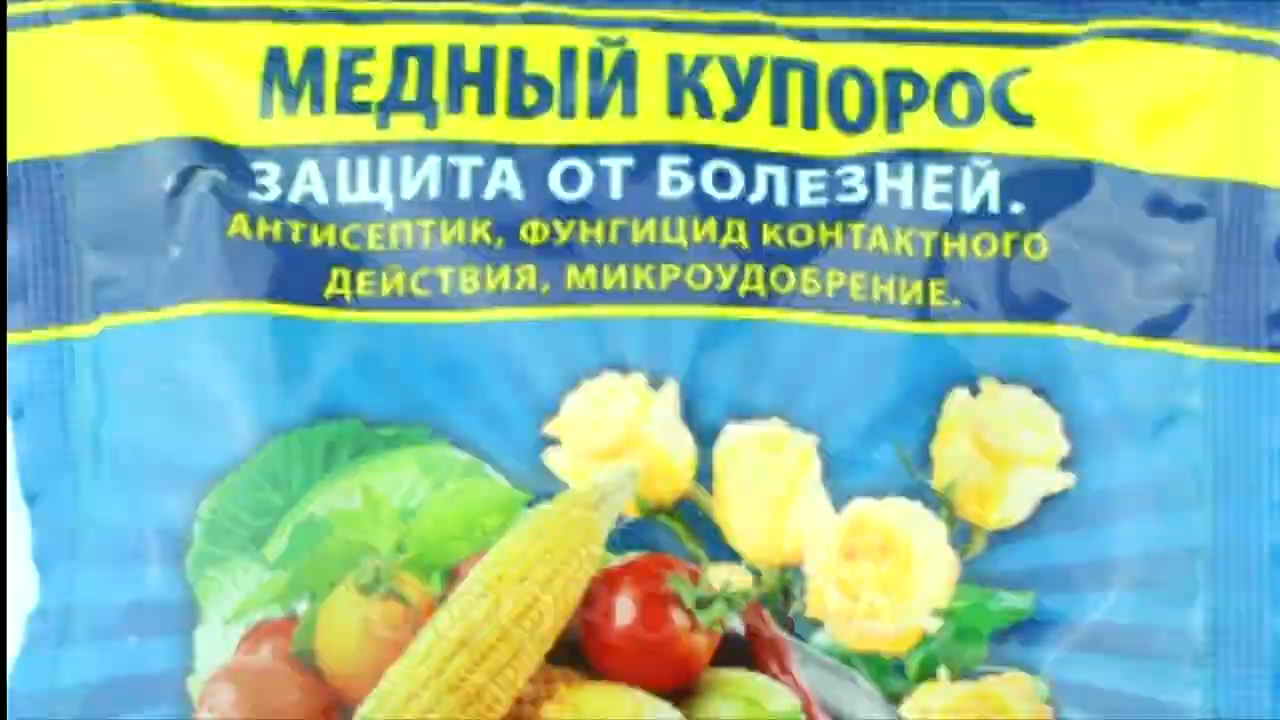 МЕДНЫЙ КУПОРОС
ЗАЩИТА ОТ БОЛЕЗНЕЙ.
АНТИСЕПТИК, ФУНГИЦИД КОНТАКТНОГО
ДЕЙСТВИЯ, МИКРОУДОБРЕНИЕ.